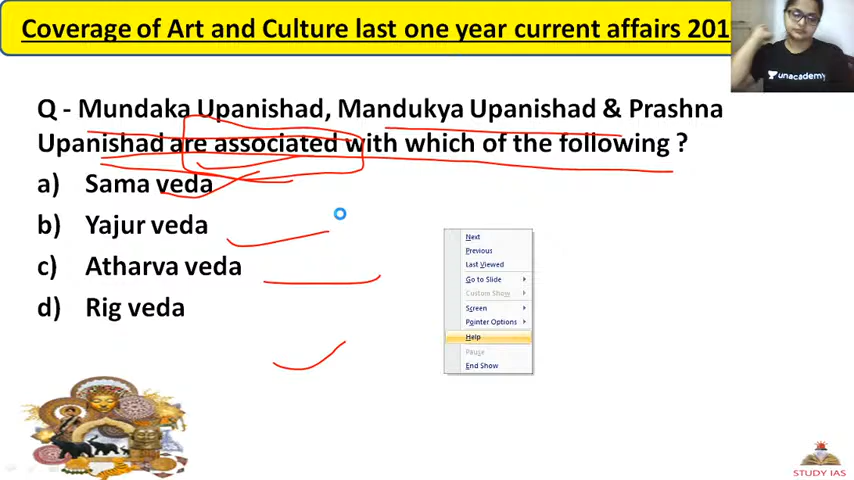 Coverage of Art and Culture last one year current affairs 201
unacademy
Q - Mundaka Upanishad, Mandukya Upanishad & Prashna
Upanishad are associated with which of the following ?
a) Sama veda
b) Yajur veda
c) Atharva veda
d) Rig veda
Next
Previous
Last Viewed
Go to Slide
Custom Show
Screen
Pointer Options
Help
Pause
End Show
STUDY IAS